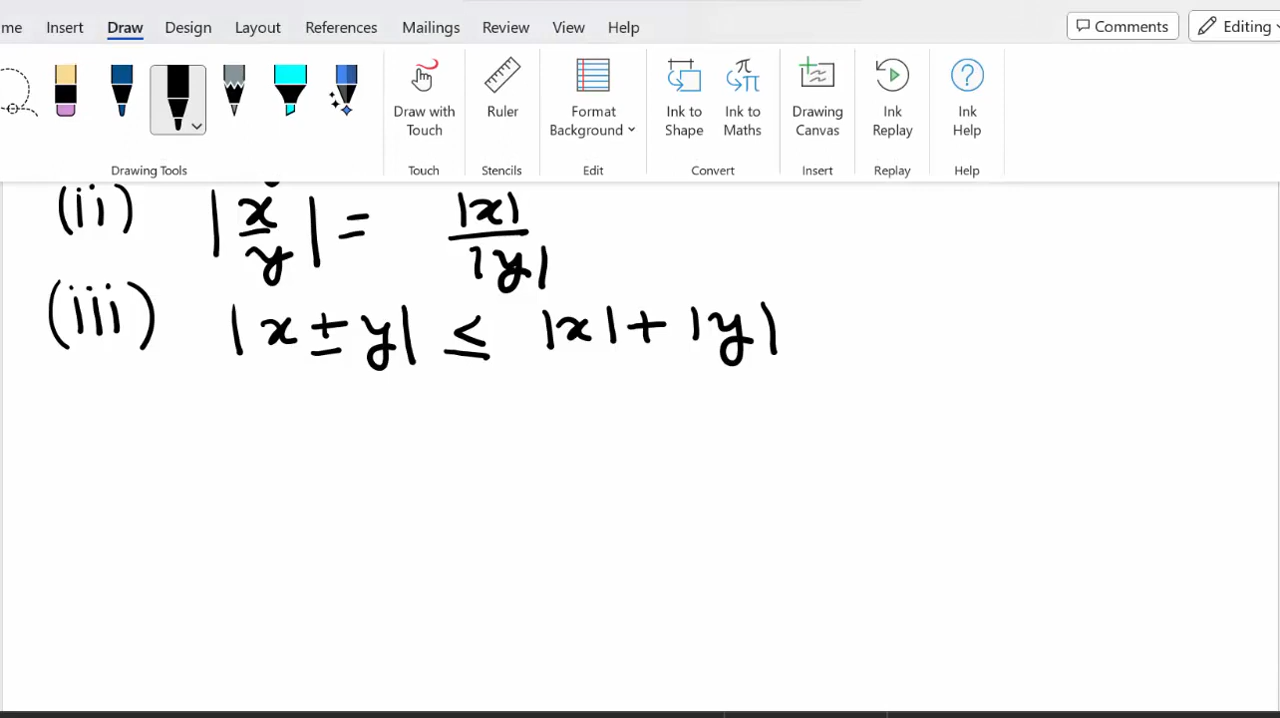 me Insert Draw Design Layout References Mailings Review View Help Comments Editing
Draw with Touch Ruler Format Background Ink to Shape Ink to Maths Drawing Canvas Ink Replay Ink Help
Drawing Tools Touch Stencils Edit Convert Insert Replay Help
(ii) |x/y| = |x|/|y|
(iii) |x ± y| ≤ |x| + |y|